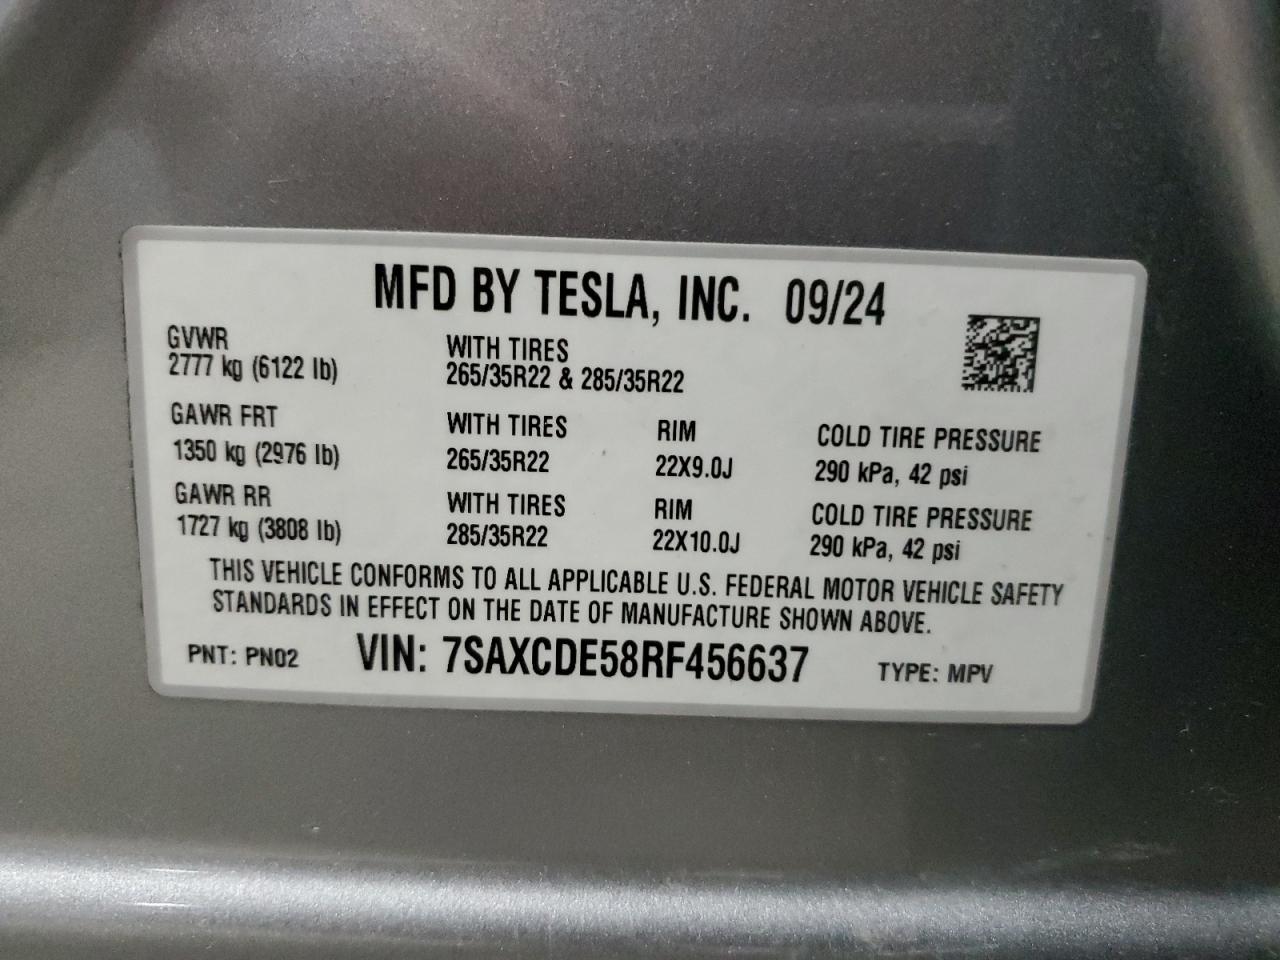 MFD BY TESLA, INC. 09/24
GVWR
2777 kg (6122 lb)
WITH TIRES
265/35R22 & 285/35R22
GAWR FRT
1350 kg (2976 lb)
WITH TIRES
265/35R22
RIM
22X9.0J
COLD TIRE PRESSURE
290 kPa, 42 psi
GAWR RR
1727 kg (3808 lb)
WITH TIRES
285/35R22
RIM
22X10.0J
COLD TIRE PRESSURE
290 kPa, 42 psi
THIS VEHICLE CONFORMS TO ALL APPLICABLE U.S. FEDERAL MOTOR VEHICLE SAFETY
STANDARDS IN EFFECT ON THE DATE OF MANUFACTURE SHOWN ABOVE.
PNT: PN02 VIN: 7SAXCDE58RF456637 TYPE: MPV